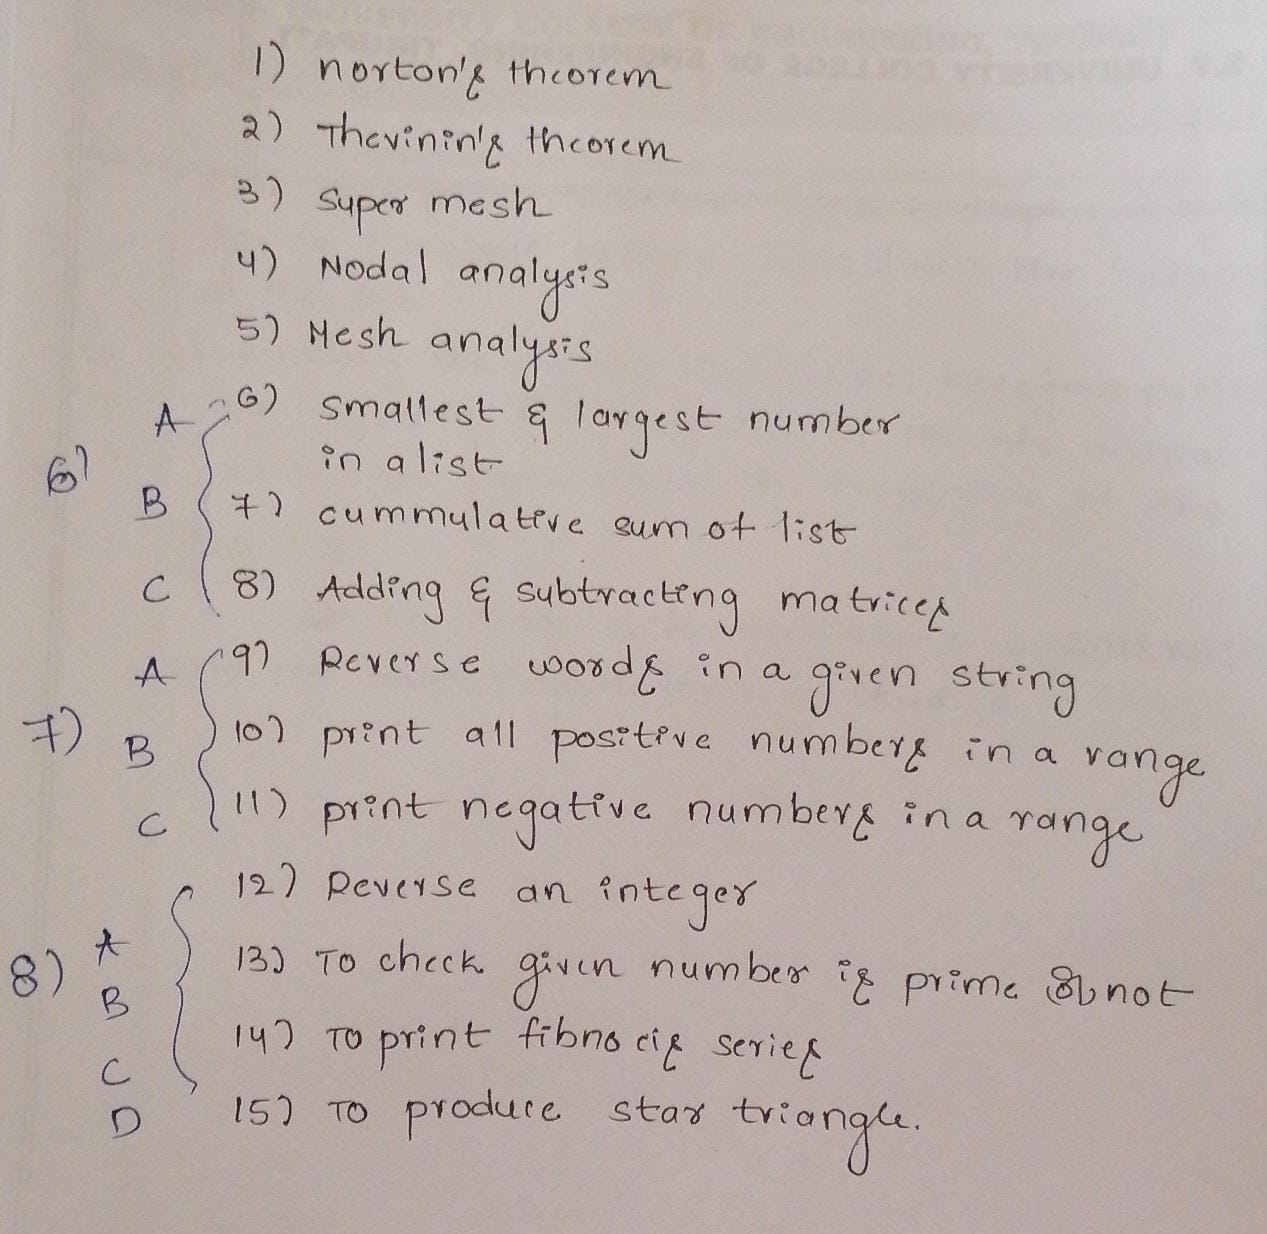 1) norton's theorem
2) Thevinin's theorem
3) Super mesh
4) Nodal analysis
5) Mesh analysis
6) A 6) smallest & largest number
in a list
B 7) cummulative sum of list
C 8) Adding & subtracting matrices
7) A 9) Reverse words in a given string
B 10) print all positive numbers in a range
C 11) print negative numbers in a range
12) Reverse an integer
8) A 13) To check given number is prime or not
B 14) To print fibnocis series
C
D 15) To produce star triangle.